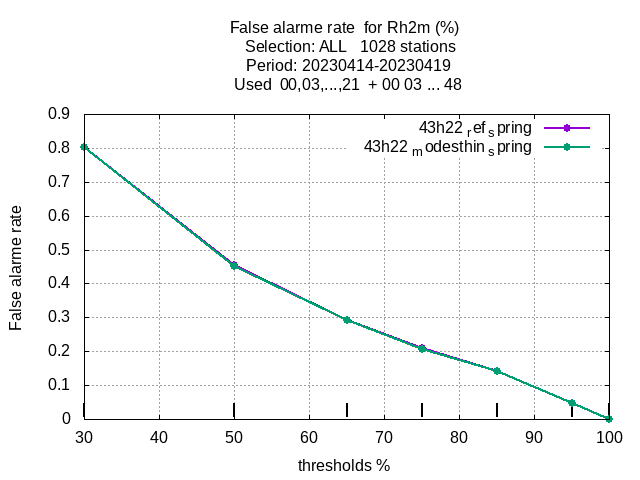 False alarme rate  for Rh2m (%)
Selection: ALL   1028 stations
Period: 20230414-20230419
Used  00,03,...,21  + 00 03 ... 48
43h22 ref spring
43h22 modesthin spring
False alarme rate
0.9
0.8
0.7
0.6
0.5
0.4
0.3
0.2
0.1
0
30 40 50 60 70 80 90 100
thresholds %